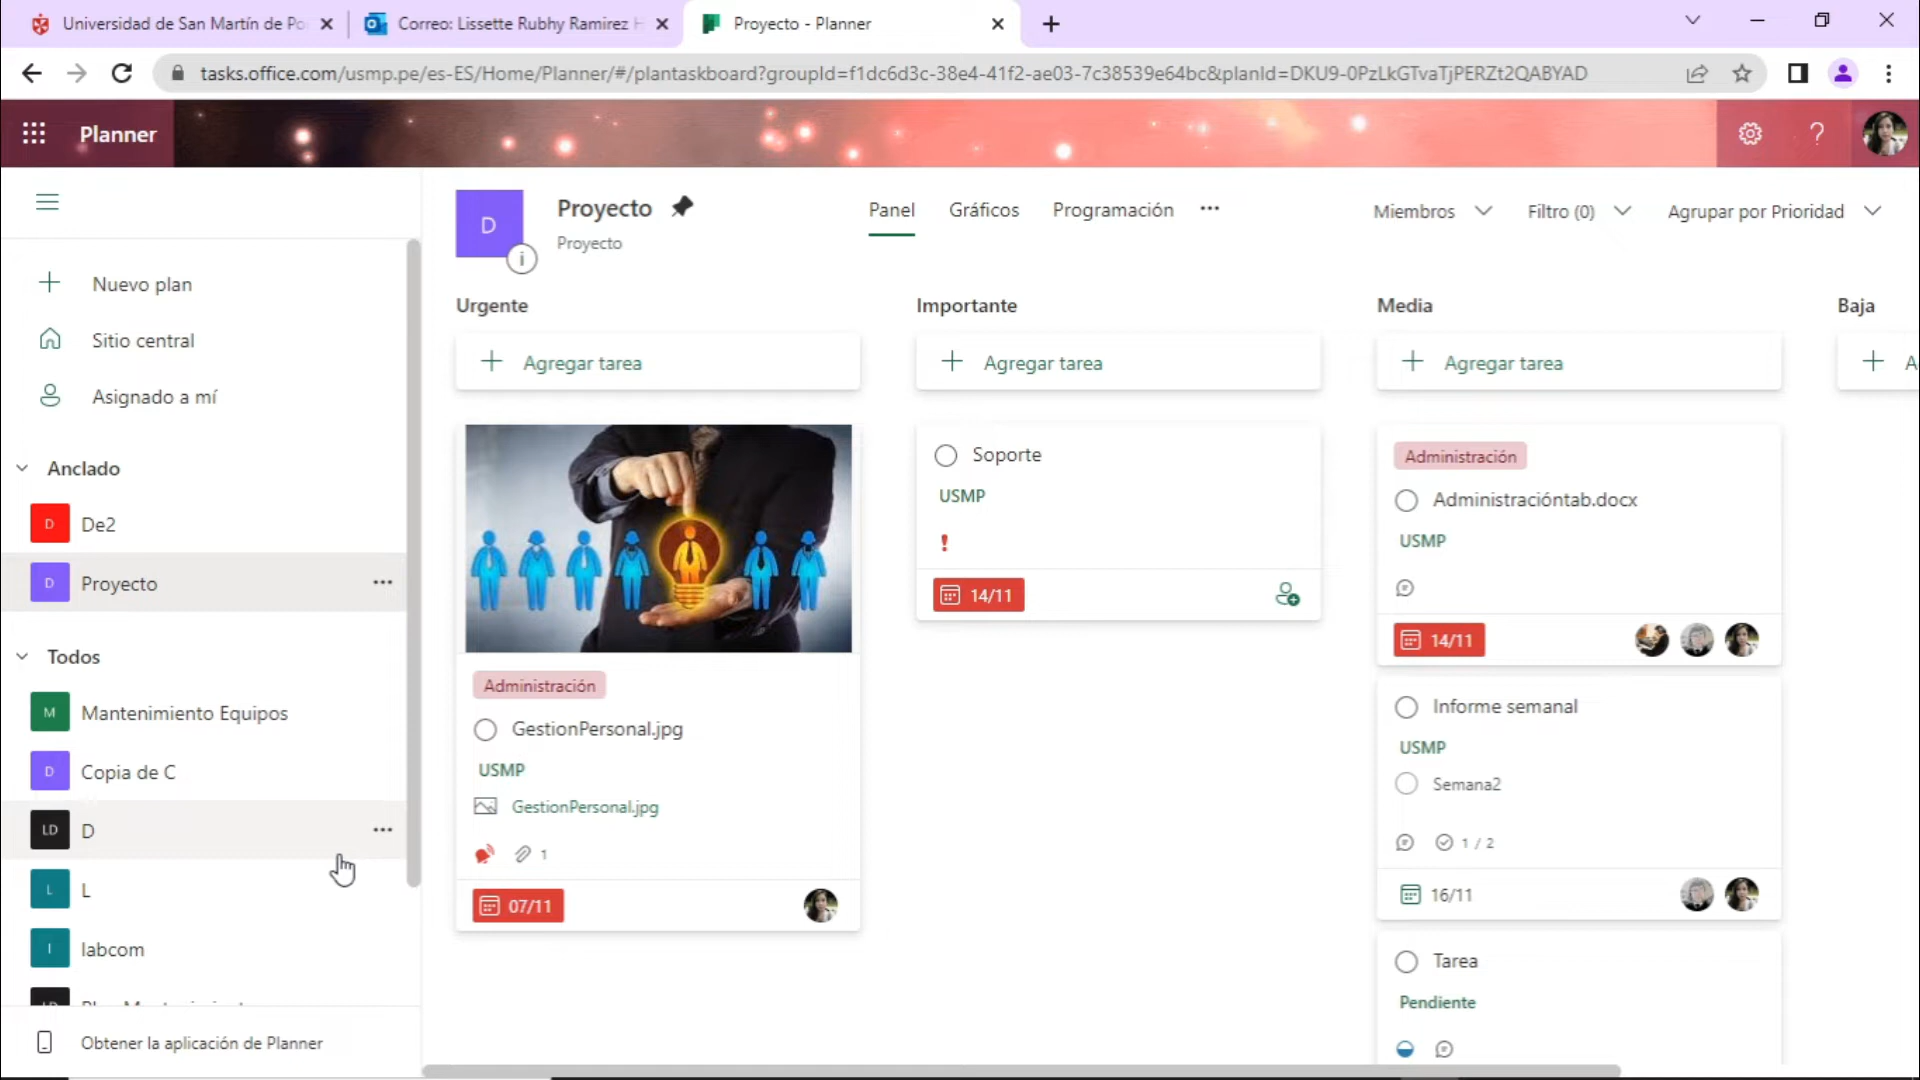 Universidad de San Martín de Po
Correo: Lissette Rubhy Ramirez H
Proyecto - Planner
tasks.office.com/usmp.pe/es-ES/Home/Planner/#/plantaskboard?groupId=f1dc6d3c-38e4-41f2-ae03-7c38539e64bc&planId=DKU9-0PzLkGTvaTjPERZt2QABYAD
Planner
Nuevo plan
Sitio central
Asignado a mí
Anclado
D De2
D Proyecto
Todos
M Mantenimiento Equipos
D Copia de C
LD D
L L
I labcom
Obtener la aplicación de Planner
D
i
Proyecto
Proyecto
Panel
Gráficos
Programación
Miembros
Filtro (0)
Agrupar por Prioridad
Urgente
Agregar tarea
Administración
GestionPersonal.jpg
USMP
GestionPersonal.jpg
1
07/11
Importante
Agregar tarea
Soporte
USMP
14/11
Media
Agregar tarea
Administración
Administracióntab.docx
USMP
14/11
Informe semanal
USMP
Semana2
1 / 2
16/11
Tarea
Pendiente
Baja
A